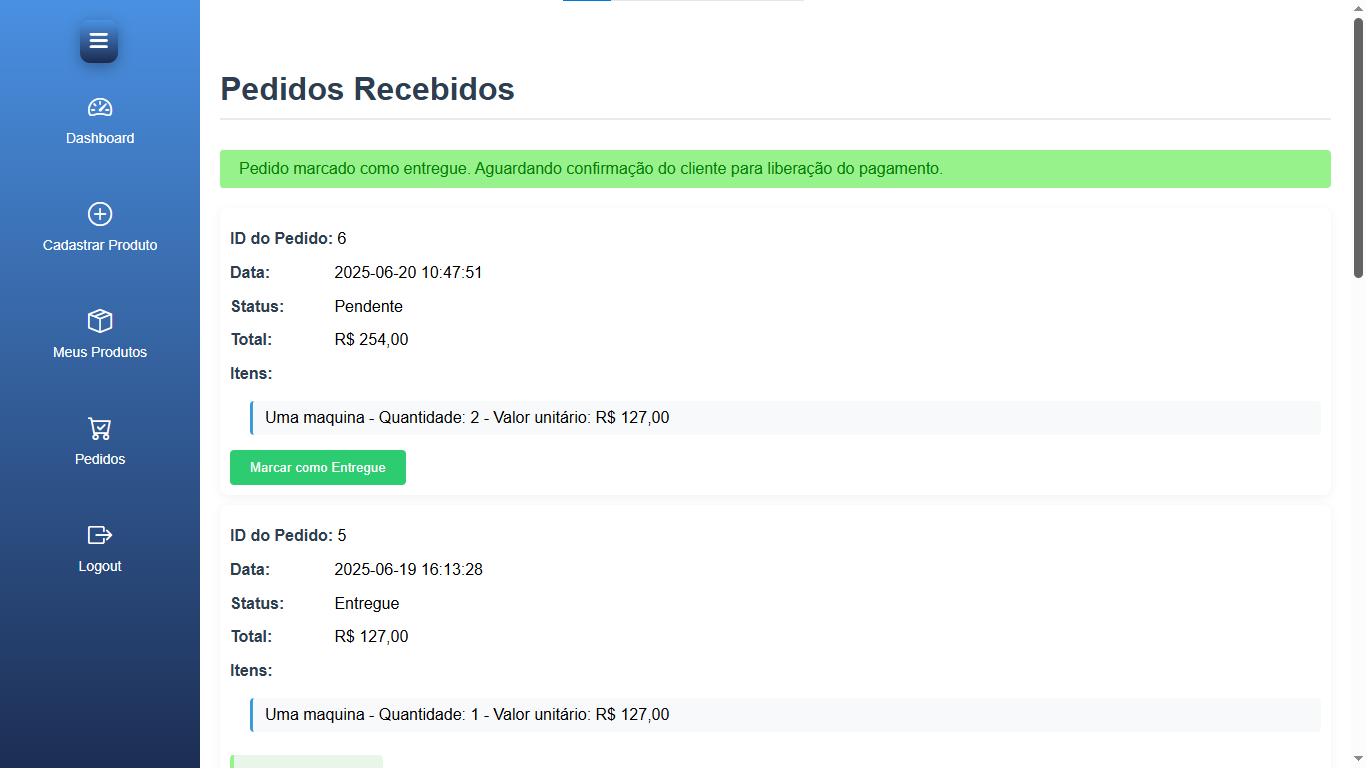 Dashboard
Cadastrar Produto
Meus Produtos
Pedidos
Logout
Pedidos Recebidos
Pedido marcado como entregue. Aguardando confirmação do cliente para liberação do pagamento.
ID do Pedido: 6
Data: 2025-06-20 10:47:51
Status: Pendente
Total: R$ 254,00
Itens:
Uma maquina - Quantidade: 2 - Valor unitário: R$ 127,00
Marcar como Entregue
ID do Pedido: 5
Data: 2025-06-19 16:13:28
Status: Entregue
Total: R$ 127,00
Itens:
Uma maquina - Quantidade: 1 - Valor unitário: R$ 127,00